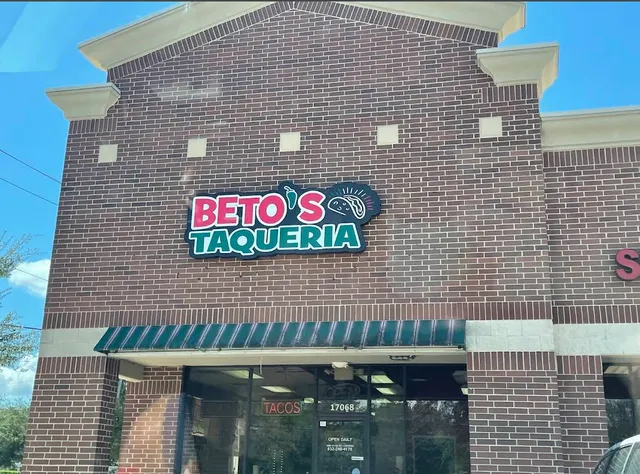 BETO'S
TAQUERIA
S
TACOS
17068
OPEN DAILY